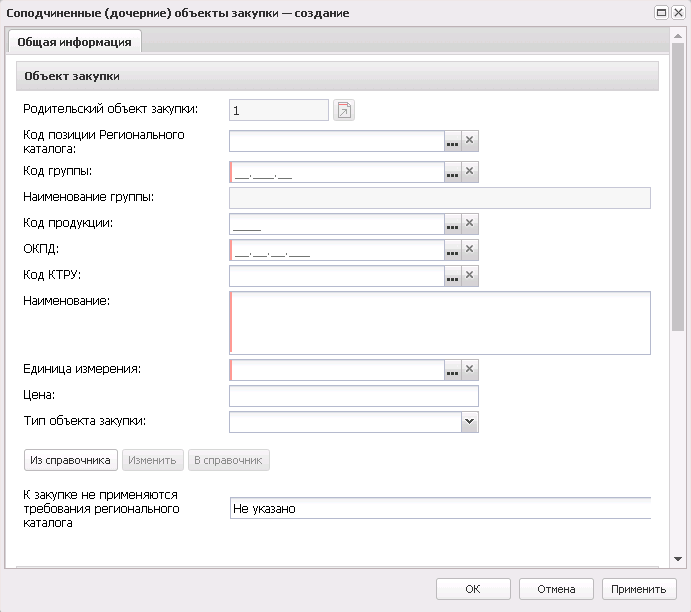 Соподчиненные (дочерние) объекты закупки — создание
Общая информация
Объект закупки
Родительский объект закупки: 1
Код позиции Регионального
каталога: ...
Код группы: __.___.__ ...
Наименование группы:
Код продукции: ____ ...
ОКПД: __.__.__.___ ...
Код КТРУ: ...
Наименование:
Единица измерения: ...
Цена:
Тип объекта закупки:
Из справочника Изменить В справочник
К закупке не применяются
требования регионального Не указано
каталога
ОК Отмена Применить